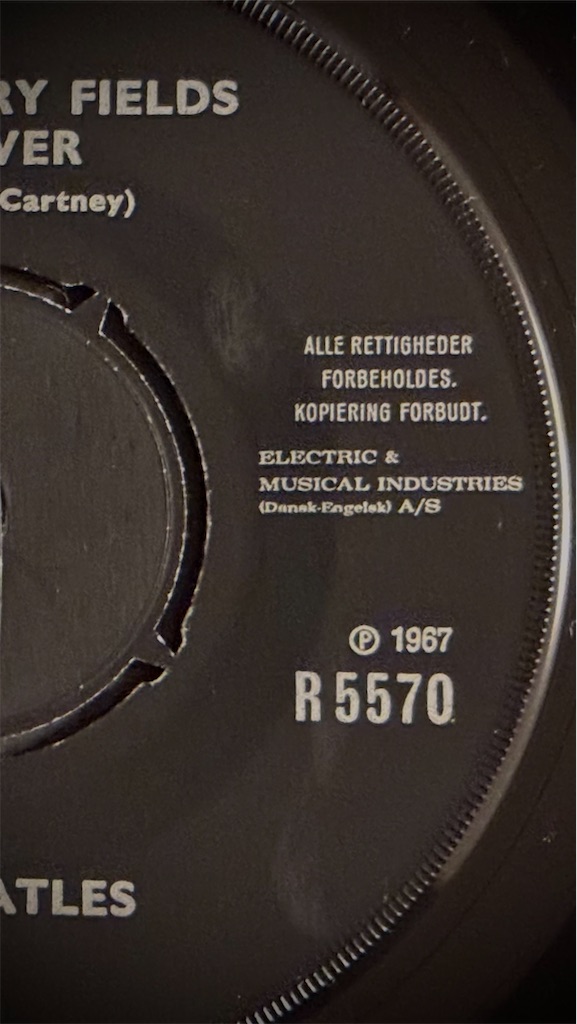 RY FIELDS
VER
Cartney)
ALLE RETTIGHEDER
FORBEHOLDES.
KOPIERING FORBUDT.
ELECTRIC &
MUSICAL INDUSTRIES
(Dansk-Engelsk) A/S
Ⓟ 1967
R 5570
ATLES